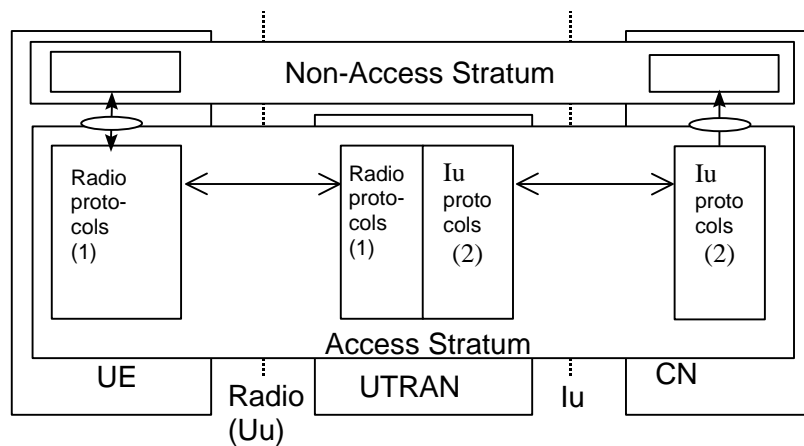 Non-Access Stratum
Radio
proto-
cols
(1)
Radio
proto-
cols
(1)
Iu
proto
cols
(2)
Iu
proto
cols
(2)
Access Stratum
UE
Radio
(Uu)
UTRAN
Iu
CN